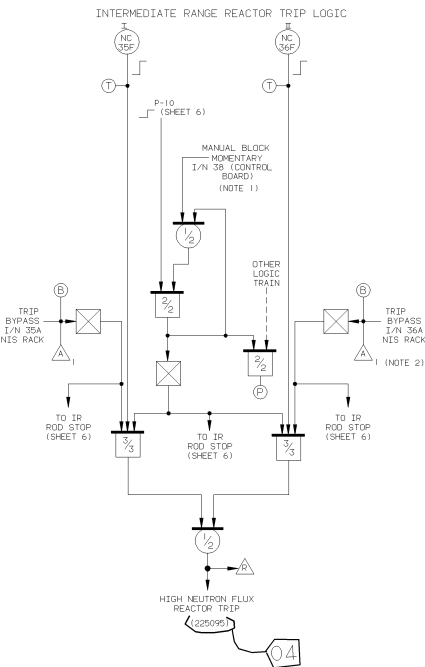 INTERMEDIATE RANGE REACTOR TRIP LOGIC
I
II
NC
35F
NC
36F
T
T
P-10
(SHEET 6)
MANUAL BLOCK
MOMENTARY
I/N 38 (CONTROL
BOARD)
(NOTE 1)
1/2
OTHER
LOGIC
TRAIN
2/2
B
B
TRIP
BYPASS
I/N 35A
NIS RACK
TRIP
BYPASS
I/N 36A
NIS RACK
2/2
A
1
A
1 (NOTE 2)
P
TO IR
ROD STOP
(SHEET 6)
TO IR
ROD STOP
(SHEET 6)
TO IR
ROD STOP
(SHEET 6)
3/3
3/3
1/2
R
HIGH NEUTRON FLUX
REACTOR TRIP
(225095)
04